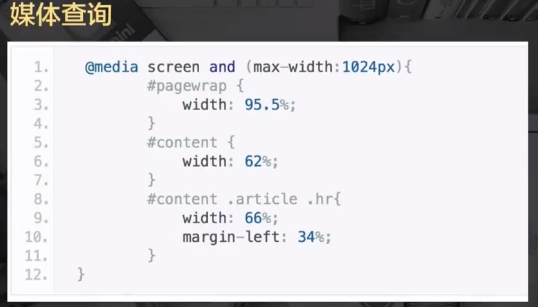 媒体查询
1. @media screen and (max-width:1024px){
2. #pagewrap {
3. width: 95.5%;
4. }
5. #content {
6. width: 62%;
7. }
8. #content .article .hr{
9. width: 66%;
10. margin-left: 34%;
11. }
12. }